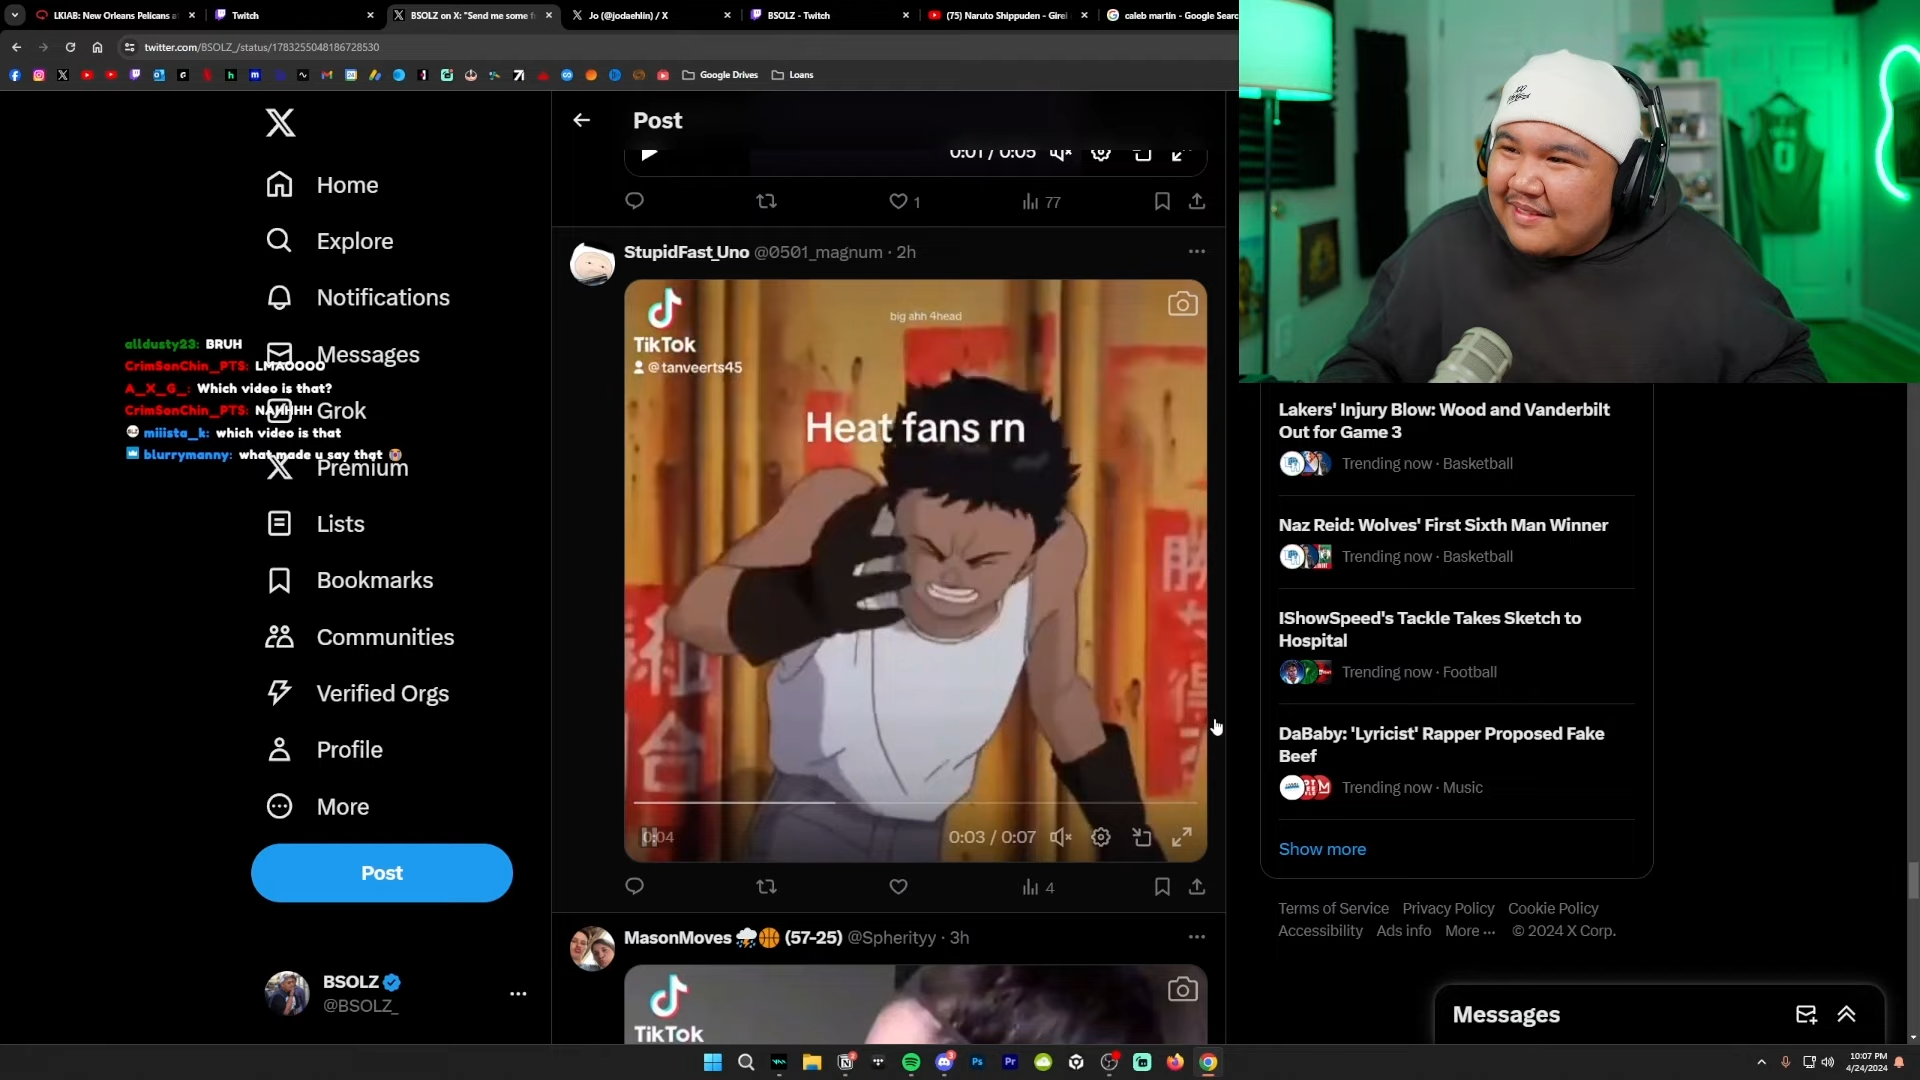 LKIAB: New Orleans Pelicans a
Twitch
BSOLZ on X: "Send me some f
Jo (@jodaehlin) / X
BSOLZ - Twitch
(75) Naruto Shippuden - Girei
caleb martin - Google Searc
twitter.com/BSOLZ_/status/1783255048186728530
Google Drives
Loans
Post
0:01 / 0:05
1
77
Home
Explore
Notifications
Messages
Grok
Premium
Lists
Bookmarks
Communities
Verified Orgs
Profile
More
Post
BSOLZ
@BSOLZ_
alldusty23: BRUH
CrimSonChin_PTS: LMAOOOO
A_X_G_: Which video is that?
CrimSonChin_PTS: NAHHHH
miiista_k: which video is that
blurrymanny: what made u say that
StupidFast_Uno @0501_magnum · 2h
TikTok
@tanveerts45
big ahh 4head
Heat fans rn
0:04
0:03 / 0:07
4
MasonMoves (57-25) @Spherityy · 3h
TikTok
Lakers' Injury Blow: Wood and Vanderbilt
Out for Game 3
Trending now · Basketball
Naz Reid: Wolves' First Sixth Man Winner
Trending now · Basketball
IShowSpeed's Tackle Takes Sketch to
Hospital
Trending now · Football
DaBaby: 'Lyricist' Rapper Proposed Fake
Beef
Trending now · Music
Show more
Terms of Service Privacy Policy Cookie Policy
Accessibility Ads info More ··· © 2024 X Corp.
Messages
10:07 PM
4/24/2024